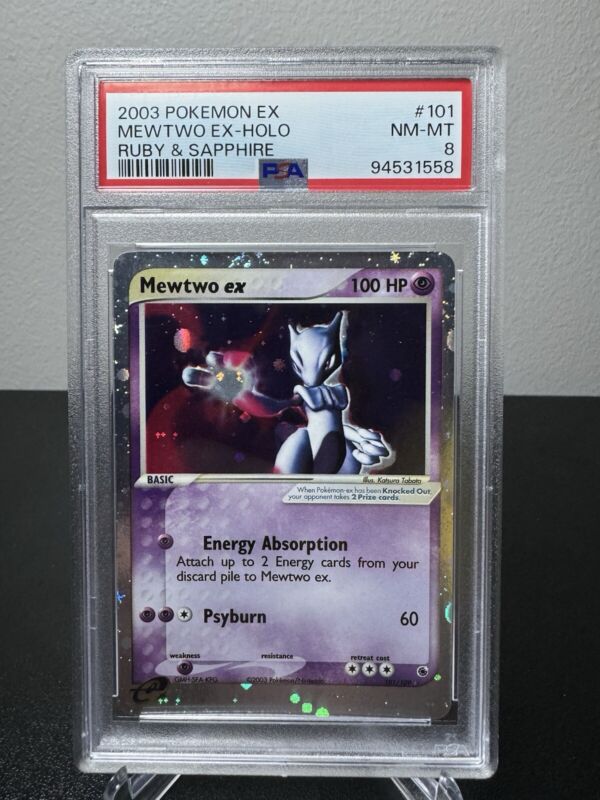 2003 POKEMON EX #101
MEWTWO EX-HOLO NM-MT
RUBY & SAPPHIRE 8
PSA 94531558
Mewtwo ex 100 HP
BASIC Illus. Katsura Tabata
When Pokémon-ex has been Knocked Out,
your opponent takes 2 Prize cards.
Energy Absorption
Attach up to 2 Energy cards from your
discard pile to Mewtwo ex.
Psyburn 60
weakness resistance retreat cost
©2003 Pokémon/Nintendo 101/109
PSA